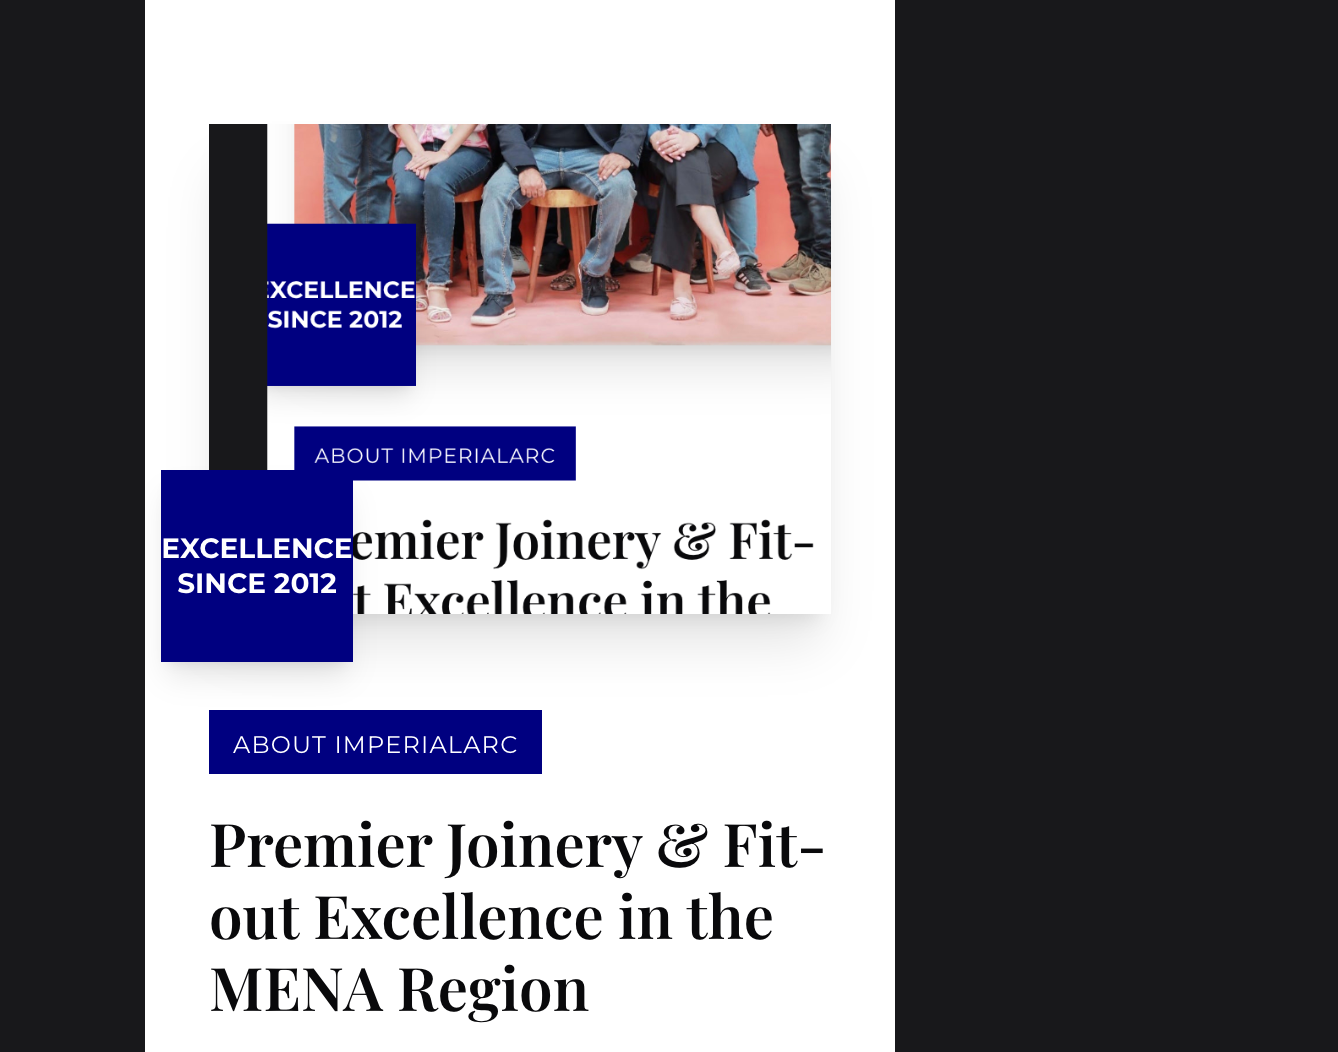 EXCELLENCE
SINCE 2012
ABOUT IMPERIALARC
emier Joinery & Fit-
t Excellence in the
EXCELLENCE
SINCE 2012
ABOUT IMPERIALARC
Premier Joinery & Fit-
out Excellence in the
MENA Region